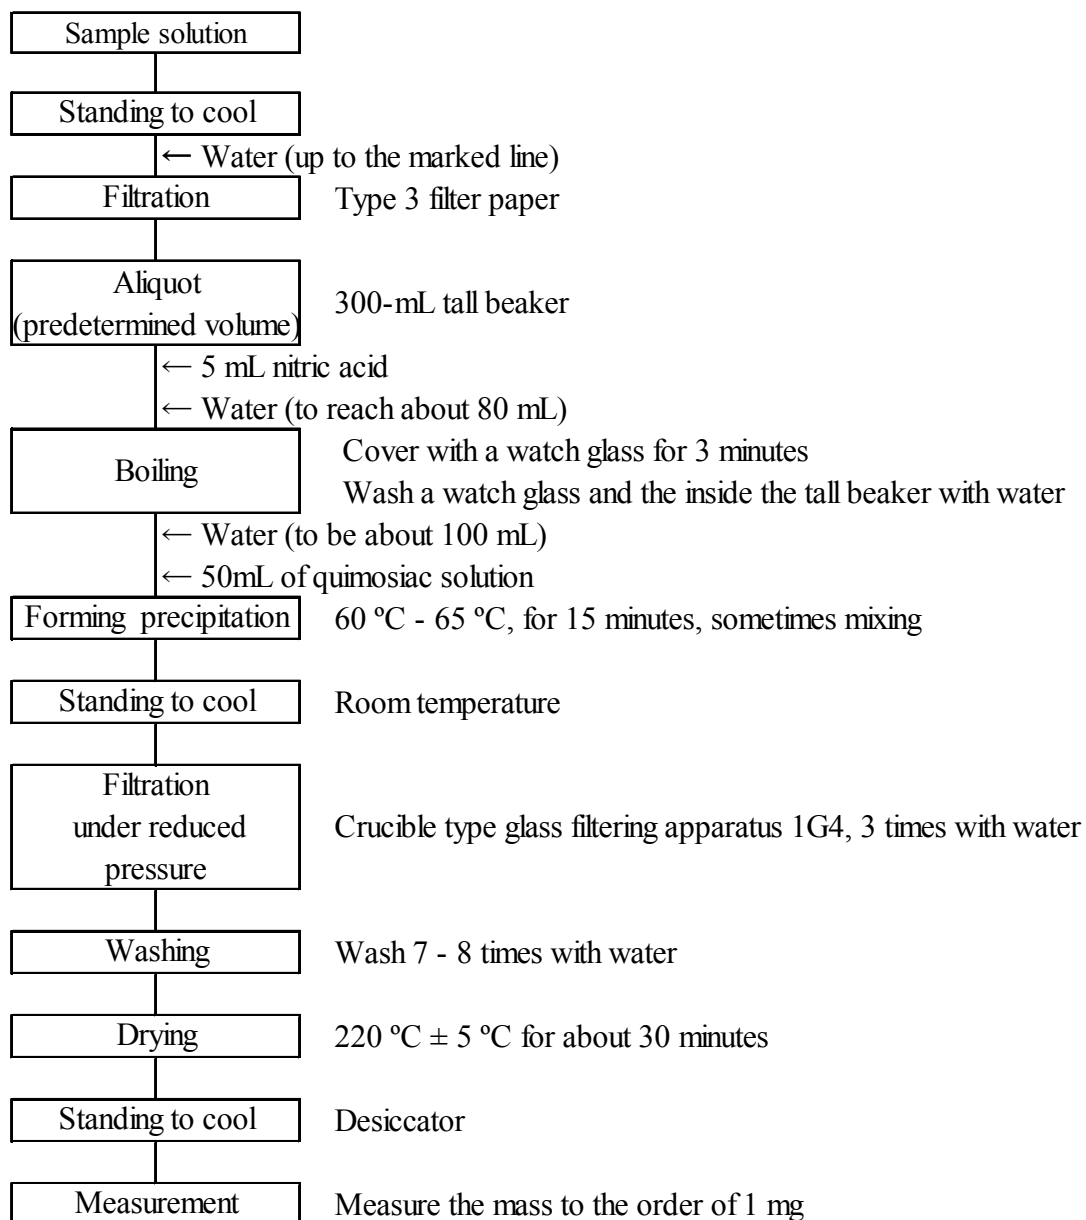 Sample solution
Standing to cool
← Water (up to the marked line)
Filtration Type 3 filter paper
Aliquot
(predetermined volume) 300-mL tall beaker
← 5 mL nitric acid
← Water (to reach about 80 mL)
Boiling
Cover with a watch glass for 3 minutes
Wash a watch glass and the inside the tall beaker with water
← Water (to be about 100 mL)
← 50mL of quimosiac solution
Forming precipitation 60 ºC - 65 ºC, for 15 minutes, sometimes mixing
Standing to cool Room temperature
Filtration
under reduced
pressure
Crucible type glass filtering apparatus 1G4, 3 times with water
Washing Wash 7 - 8 times with water
Drying 220 ºC ± 5 ºC for about 30 minutes
Standing to cool Desiccator
Measurement Measure the mass to the order of 1 mg